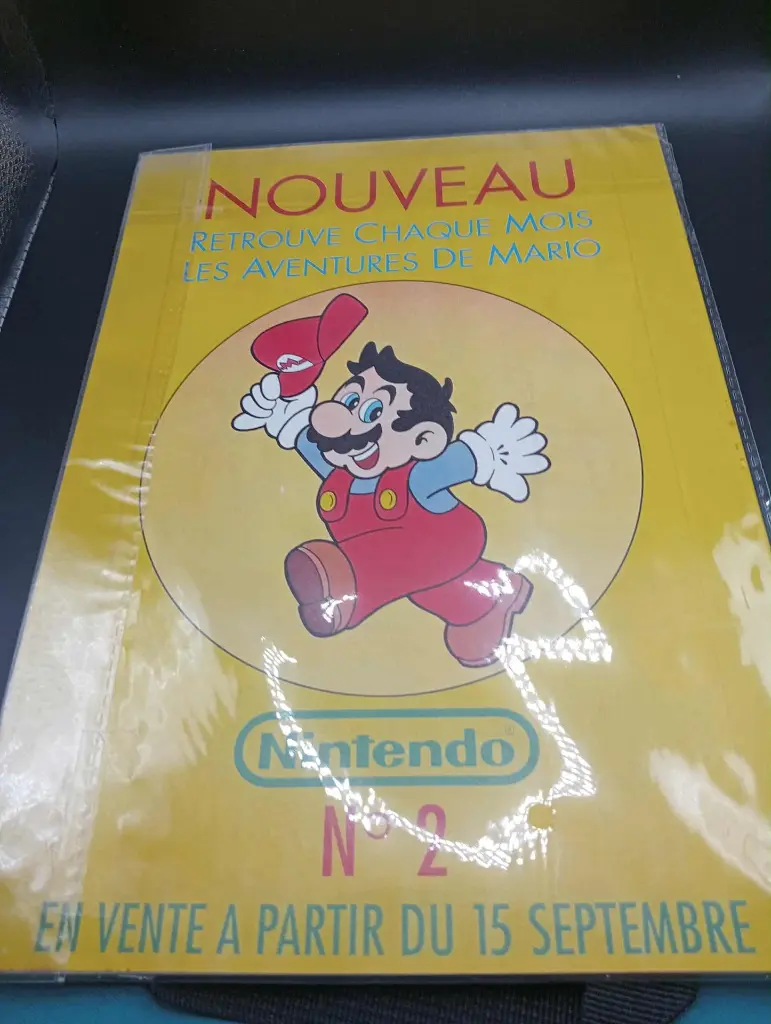 NOUVEAU
RETROUVE CHAQUE MOIS
LES AVENTURES DE MARIO
M
Nintendo®
N° 2
EN VENTE A PARTIR DU 15 SEPTEMBRE